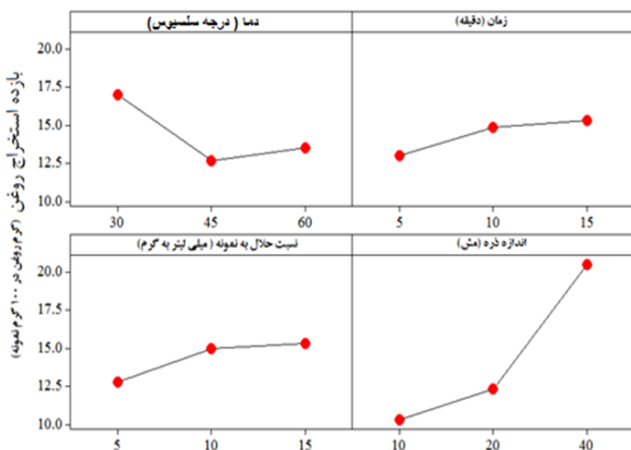 بازده استخراج روغن (گرم روغن در ۱۰۰ گرم نمونه)
دما ( درجه سلسیوس)
زمان (دقیقه)
20.0
17.5
15.0
12.5
10.0
30 45 60
5 10 15
نسبت حلال به نمونه ( میلی لیتر به گرم)
اندازه ذره (مش)
20.0
17.5
15.0
12.5
10.0
5 10 15
10 20 40